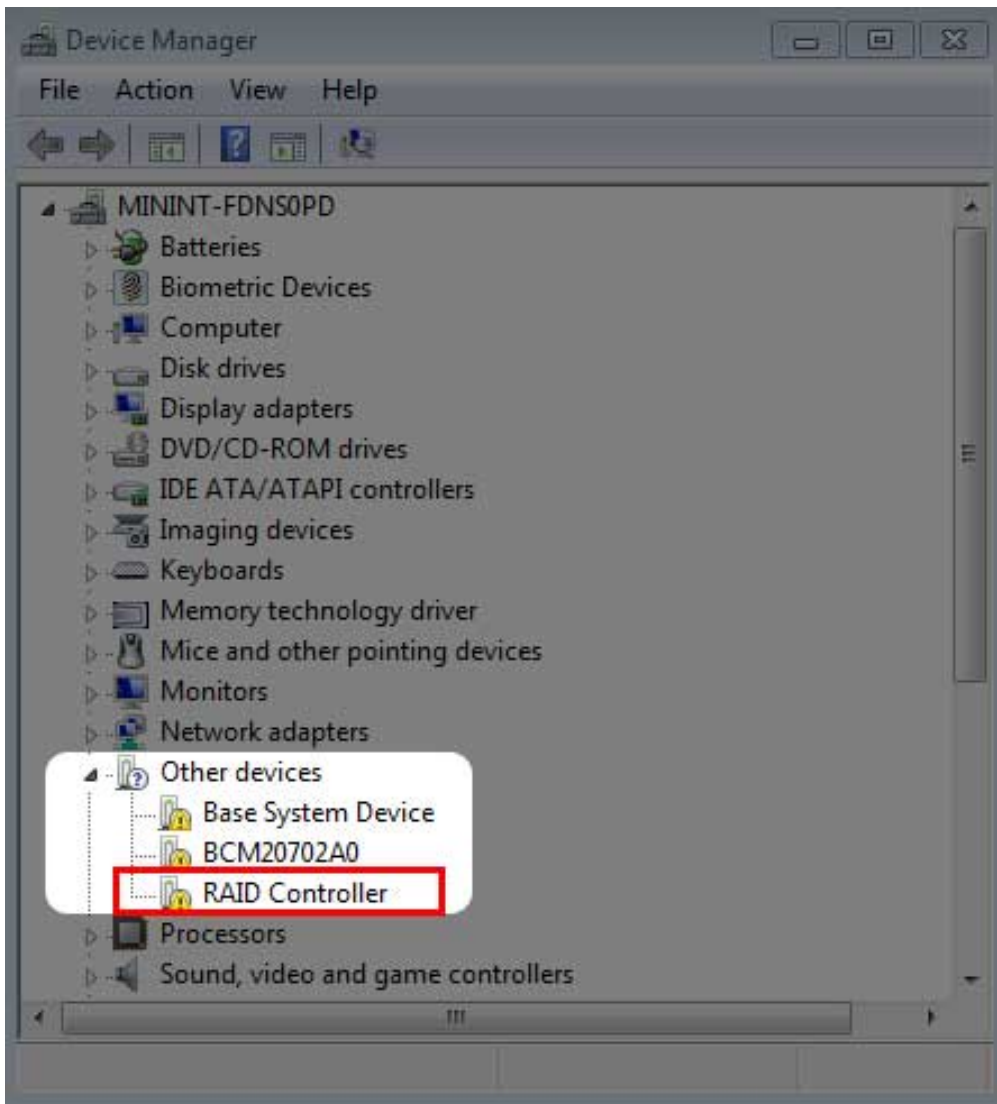 Device Manager
File Action View Help
MININT-FDNS0PD
Batteries
Biometric Devices
Computer
Disk drives
Display adapters
DVD/CD-ROM drives
IDE ATA/ATAPI controllers
Imaging devices
Keyboards
Memory technology driver
Mice and other pointing devices
Monitors
Network adapters
Other devices
Base System Device
BCM20702A0
RAID Controller
Processors
Sound, video and game controllers